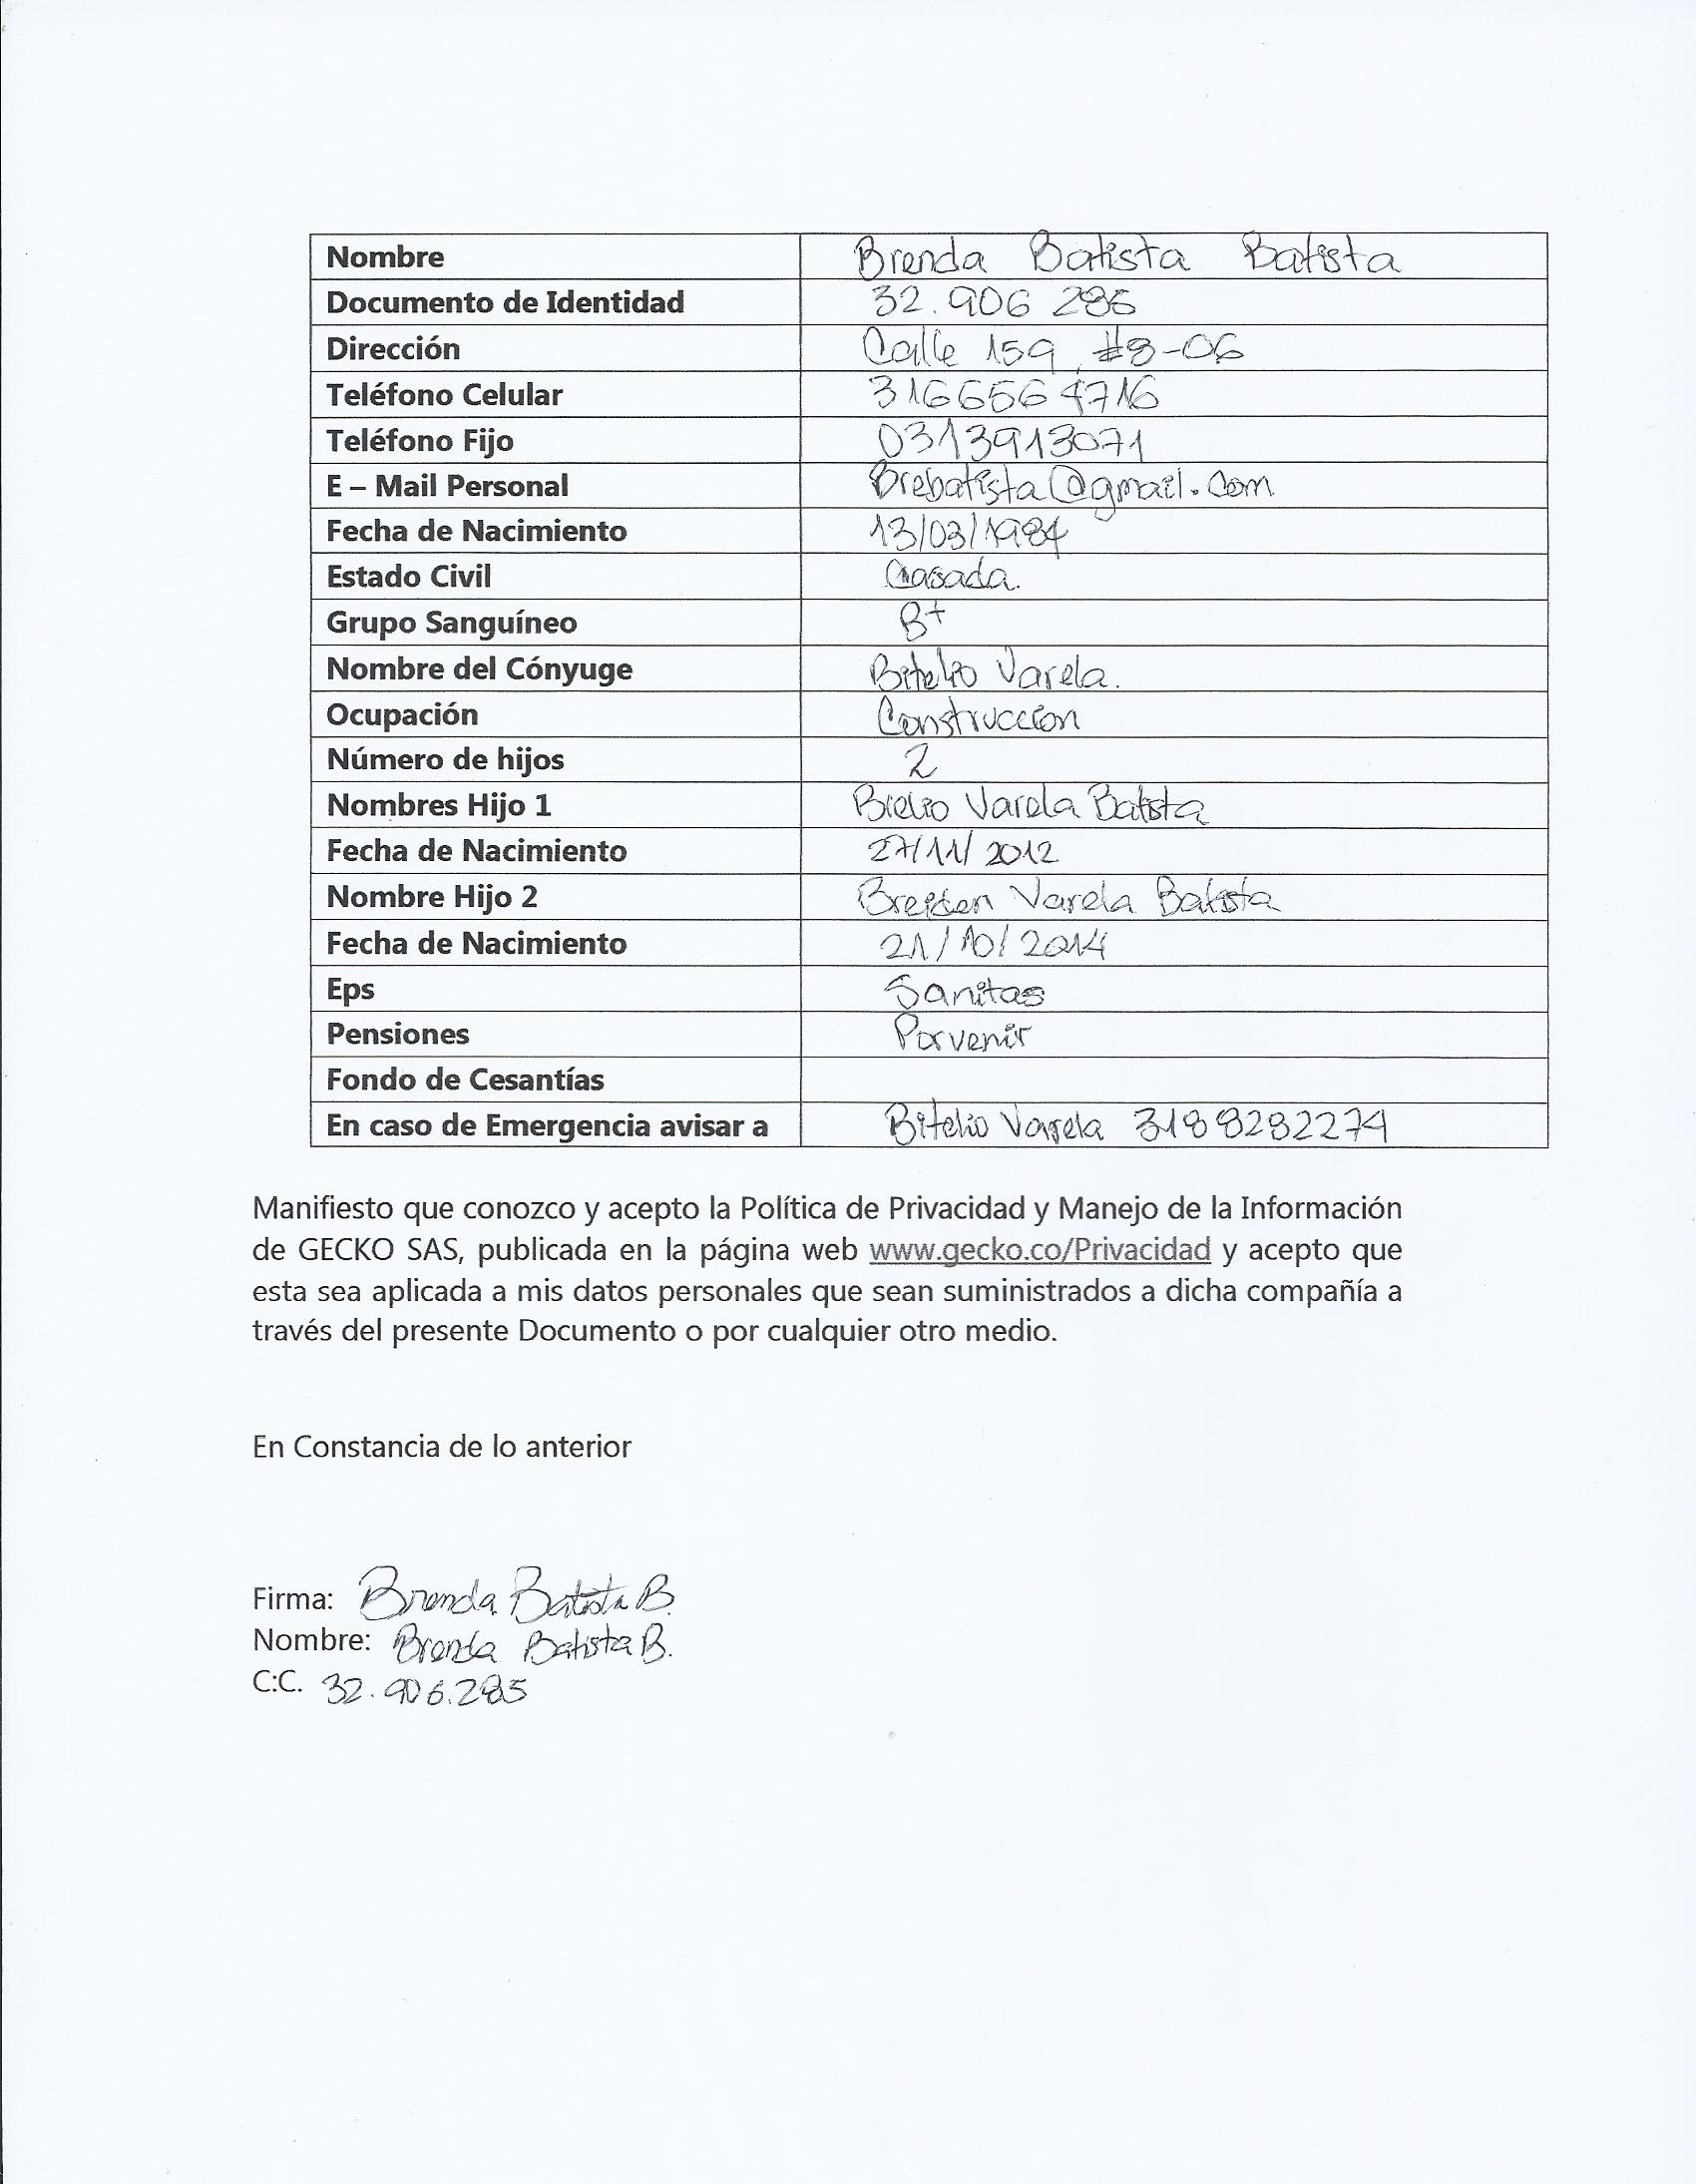 Nombre Brenda Batista Batista
Documento de Identidad 32.906 285
Dirección Calle 159 #8-06
Teléfono Celular 3166564716
Teléfono Fijo 0313913071
E – Mail Personal Brebatista@gmail.com
Fecha de Nacimiento 13/03/1984
Estado Civil Casada.
Grupo Sanguíneo B+
Nombre del Cónyuge Bitelio Varela.
Ocupación Construccion
Número de hijos 2
Nombres Hijo 1 Varela Batista
Fecha de Nacimiento 27/11/2012
Nombre Hijo 2 Varela Batista
Fecha de Nacimiento 21/10/2014
Eps Sanitas
Pensiones Porvenir
Fondo de Cesantías
En caso de Emergencia avisar a Bitelio Varela 3188282274
Manifiesto que conozco y acepto la Política de Privacidad y Manejo de la Información
de GECKO SAS, publicada en la página web www.gecko.co/Privacidad y acepto que
esta sea aplicada a mis datos personales que sean suministrados a dicha compañía a
través del presente Documento o por cualquier otro medio.
En Constancia de lo anterior
Firma: Brenda Batista B.
Nombre: Brenda Batista B.
C:C. 32.906.285